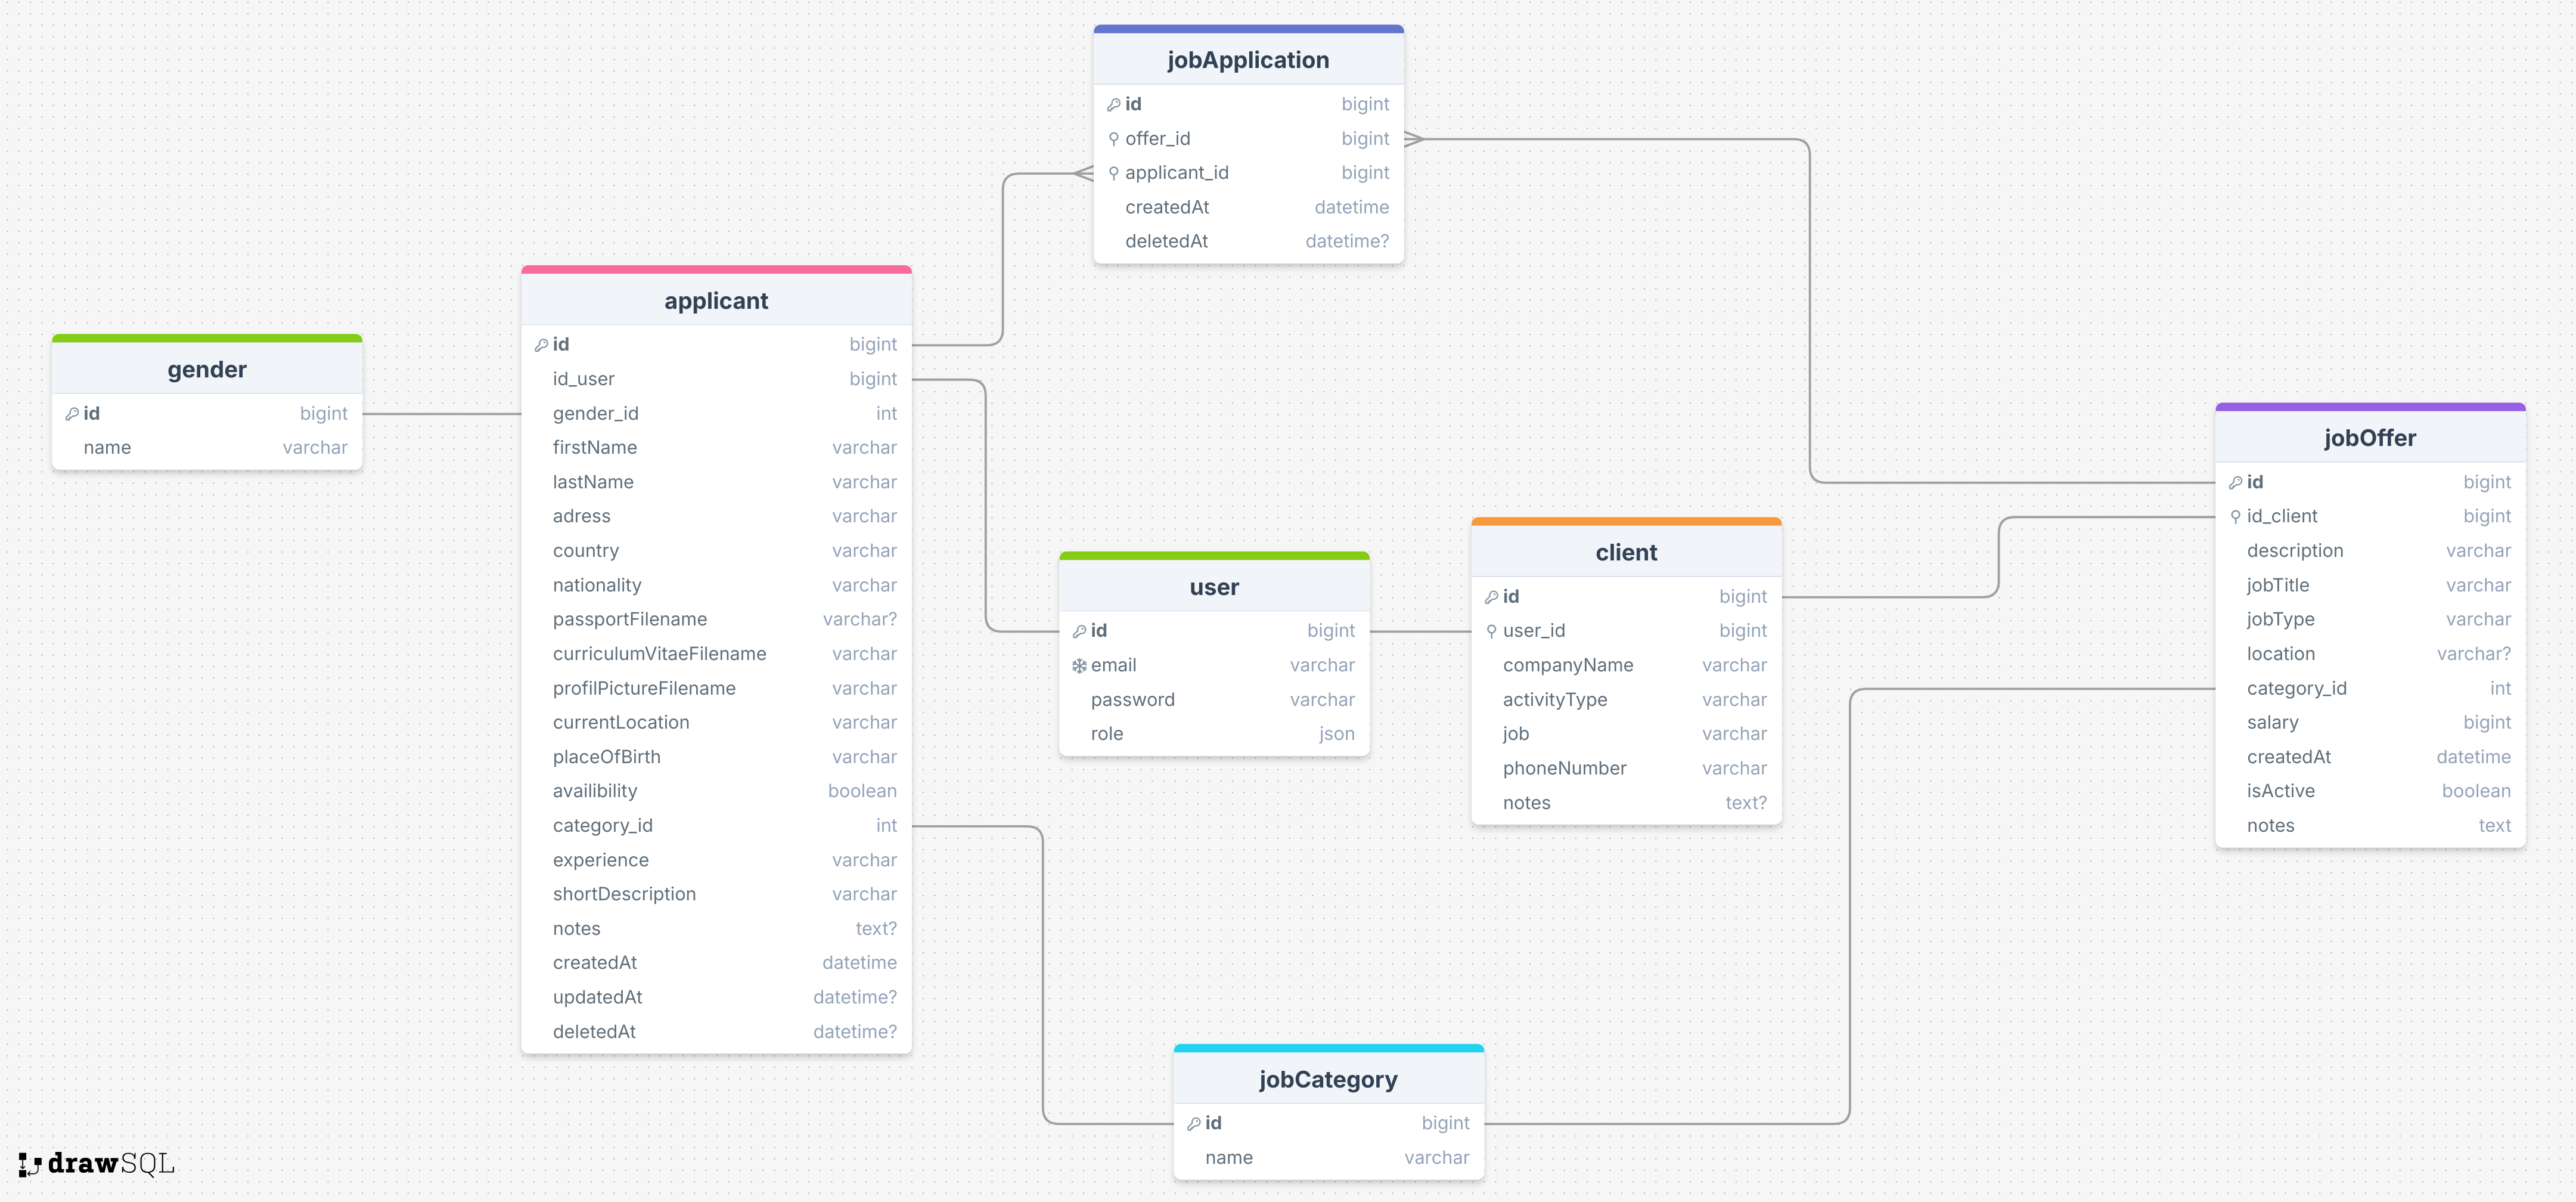 jobApplication
id bigint
offer_id bigint
applicant_id bigint
createdAt datetime
deletedAt datetime?
applicant
id bigint
id_user bigint
gender_id int
firstName varchar
lastName varchar
adress varchar
country varchar
nationality varchar
passportFilename varchar?
curriculumVitaeFilename varchar
profilPictureFilename varchar
currentLocation varchar
placeOfBirth varchar
availibility boolean
category_id int
experience varchar
shortDescription varchar
notes text?
createdAt datetime
updatedAt datetime?
deletedAt datetime?
gender
id bigint
name varchar
user
id bigint
email varchar
password varchar
role json
client
id bigint
user_id bigint
companyName varchar
activityType varchar
job varchar
phoneNumber varchar
notes text?
jobOffer
id bigint
id_client bigint
description varchar
jobTitle varchar
jobType varchar
location varchar?
category_id int
salary bigint
createdAt datetime
isActive boolean
notes text
jobCategory
id bigint
name varchar
drawSQL